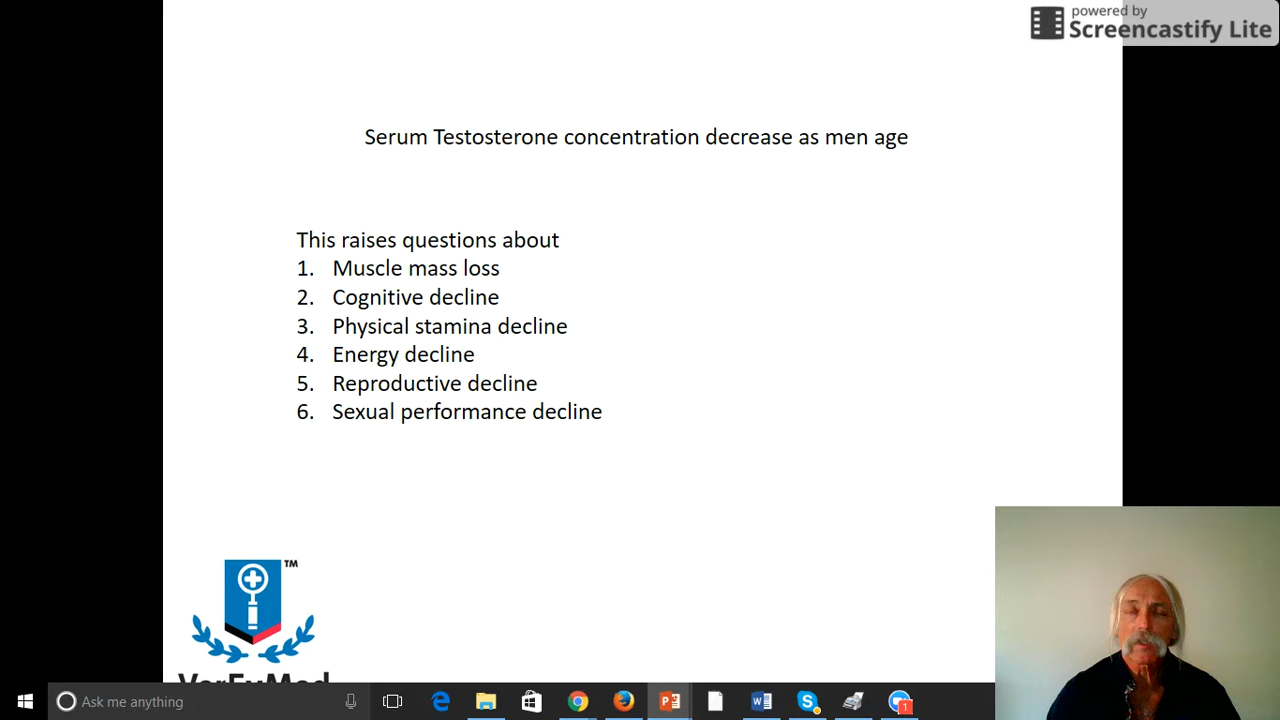 powered by
Screencastify Lite
Serum Testosterone concentration decrease as men age
This raises questions about
1. Muscle mass loss
2. Cognitive decline
3. Physical stamina decline
4. Energy decline
5. Reproductive decline
6. Sexual performance decline
TM
Ask me anything
1